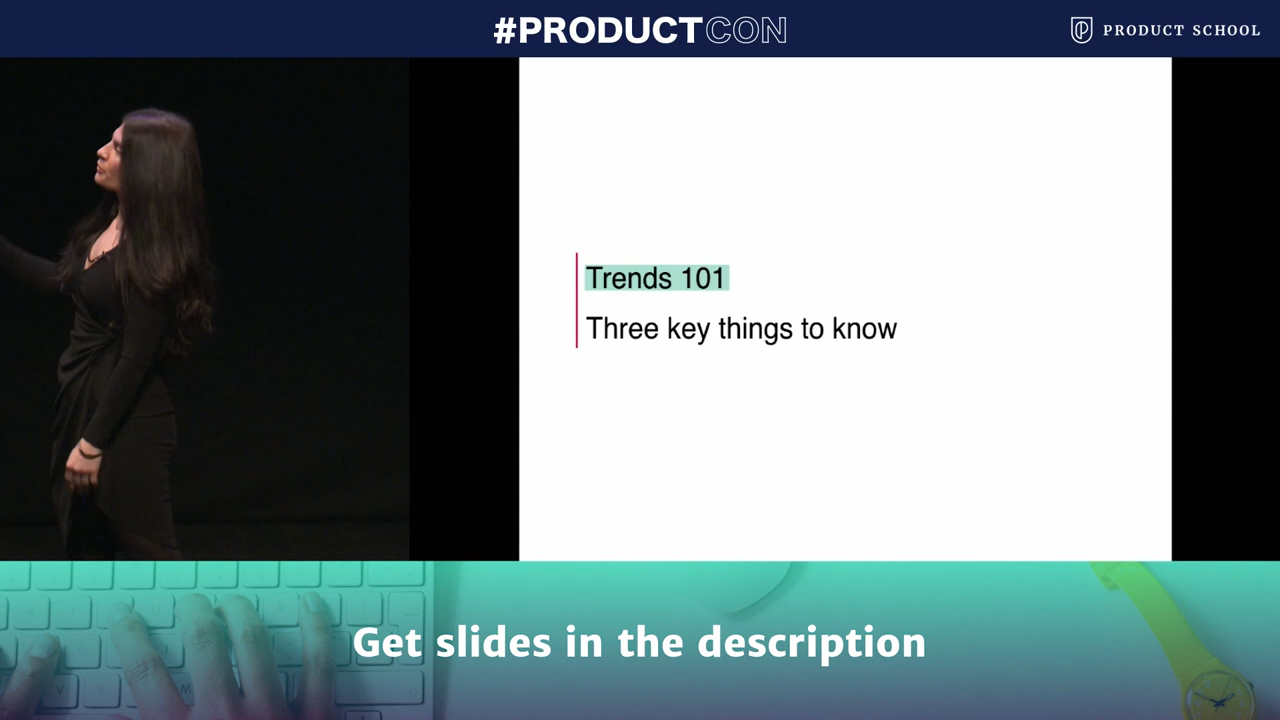 #PRODUCTCON
PRODUCT SCHOOL
Trends 101
Three key things to know
Get slides in the description
V
M